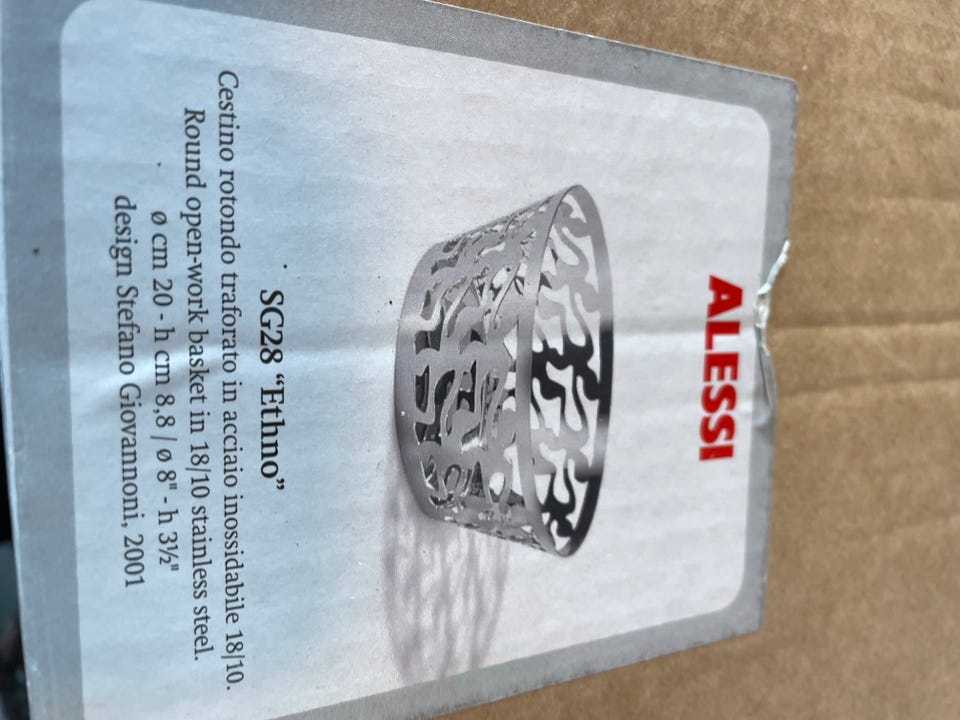 ALESSI
SG28 “Ethno”
Cestino rotondo traforato in acciaio inossidabile 18/10.
Round open-work basket in 18/10 stainless steel.
ø cm 20 - h cm 8,8 / ø 8" - h 3½"
design Stefano Giovannoni, 2001